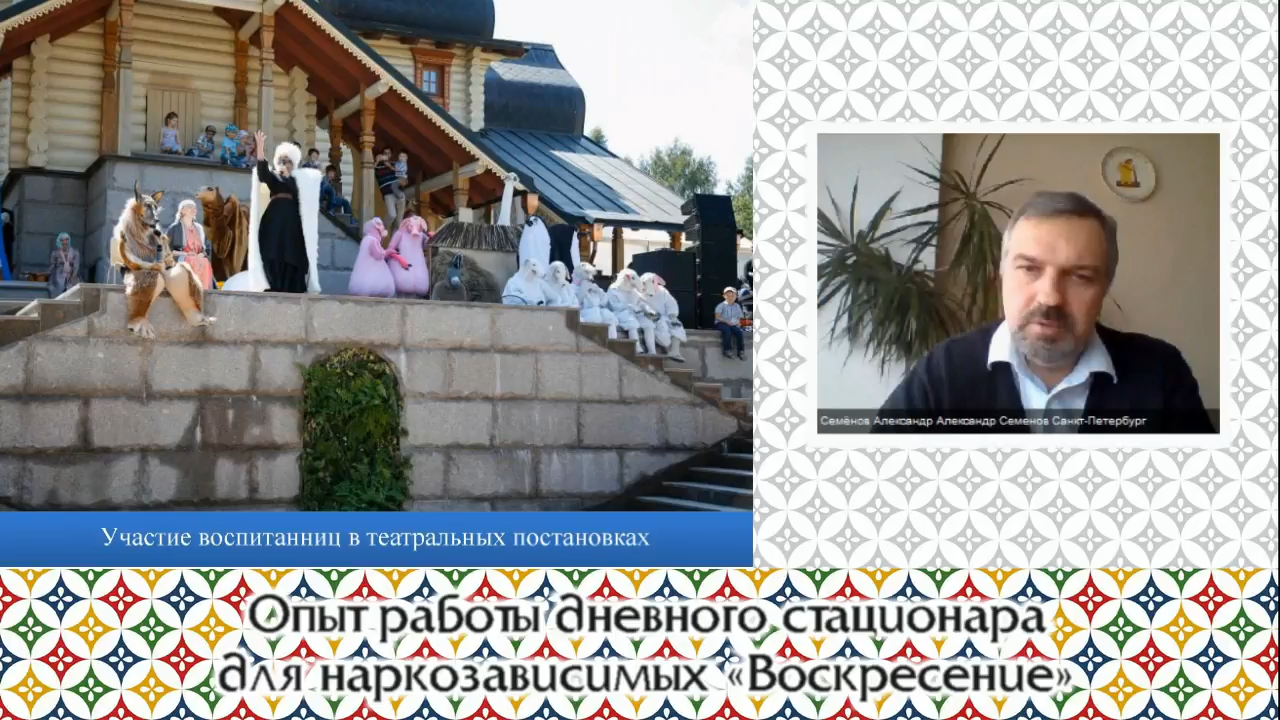 Семёнов Александр Александр Семенов Санкт-Петербург
Участие воспитанниц в театральных постановках
Опыт работы дневного стационара
для наркозависимых «Воскресение»